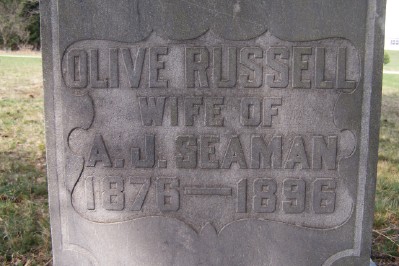 OLIVE RUSSELL
WIFE OF
A. J. SEAMAN
1876—1896